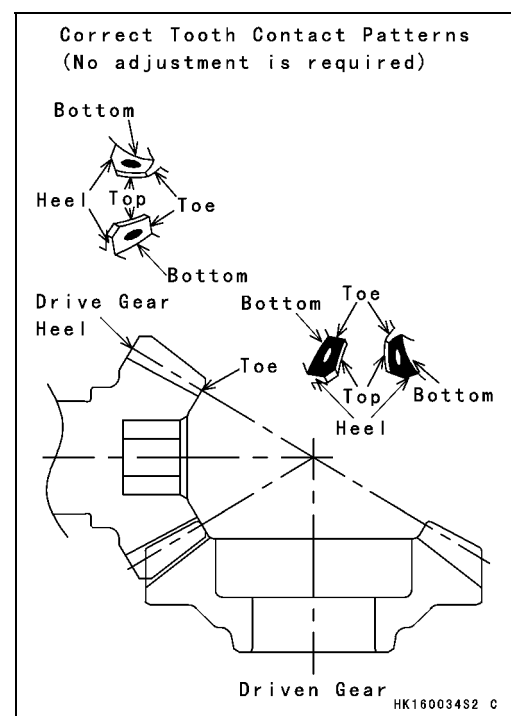 Correct Tooth Contact Patterns
(No adjustment is required)
Bottom
Heel
Top
Toe
Bottom
Drive Gear
Heel
Toe
Bottom
Toe
Top
Bottom
Heel
Driven Gear
HK160034S2 C